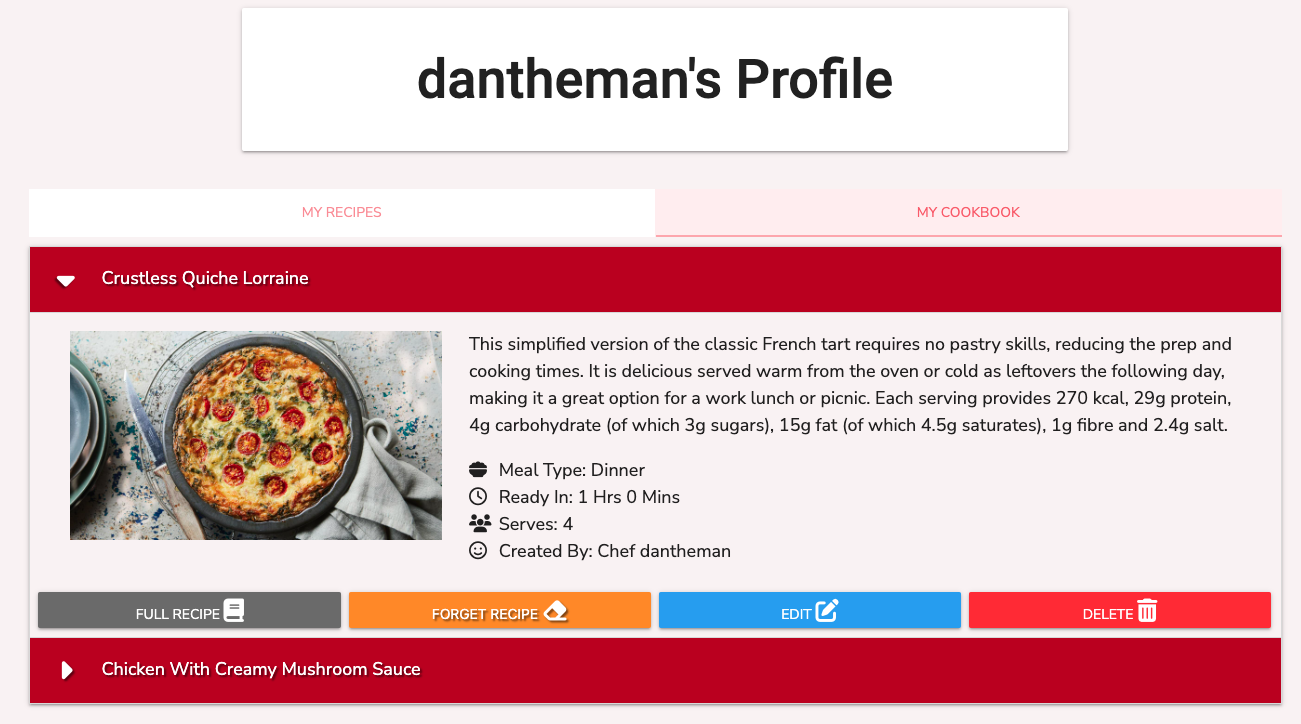 dantheman's Profile
MY RECIPES
MY COOKBOOK
Crustless Quiche Lorraine
This simplified version of the classic French tart requires no pastry skills, reducing the prep and
cooking times. It is delicious served warm from the oven or cold as leftovers the following day,
making it a great option for a work lunch or picnic. Each serving provides 270 kcal, 29g protein,
4g carbohydrate (of which 3g sugars), 15g fat (of which 4.5g saturates), 1g fibre and 2.4g salt.
Meal Type: Dinner
Ready In: 1 Hrs 0 Mins
Serves: 4
Created By: Chef dantheman
FULL RECIPE
FORGET RECIPE
EDIT
DELETE
Chicken With Creamy Mushroom Sauce